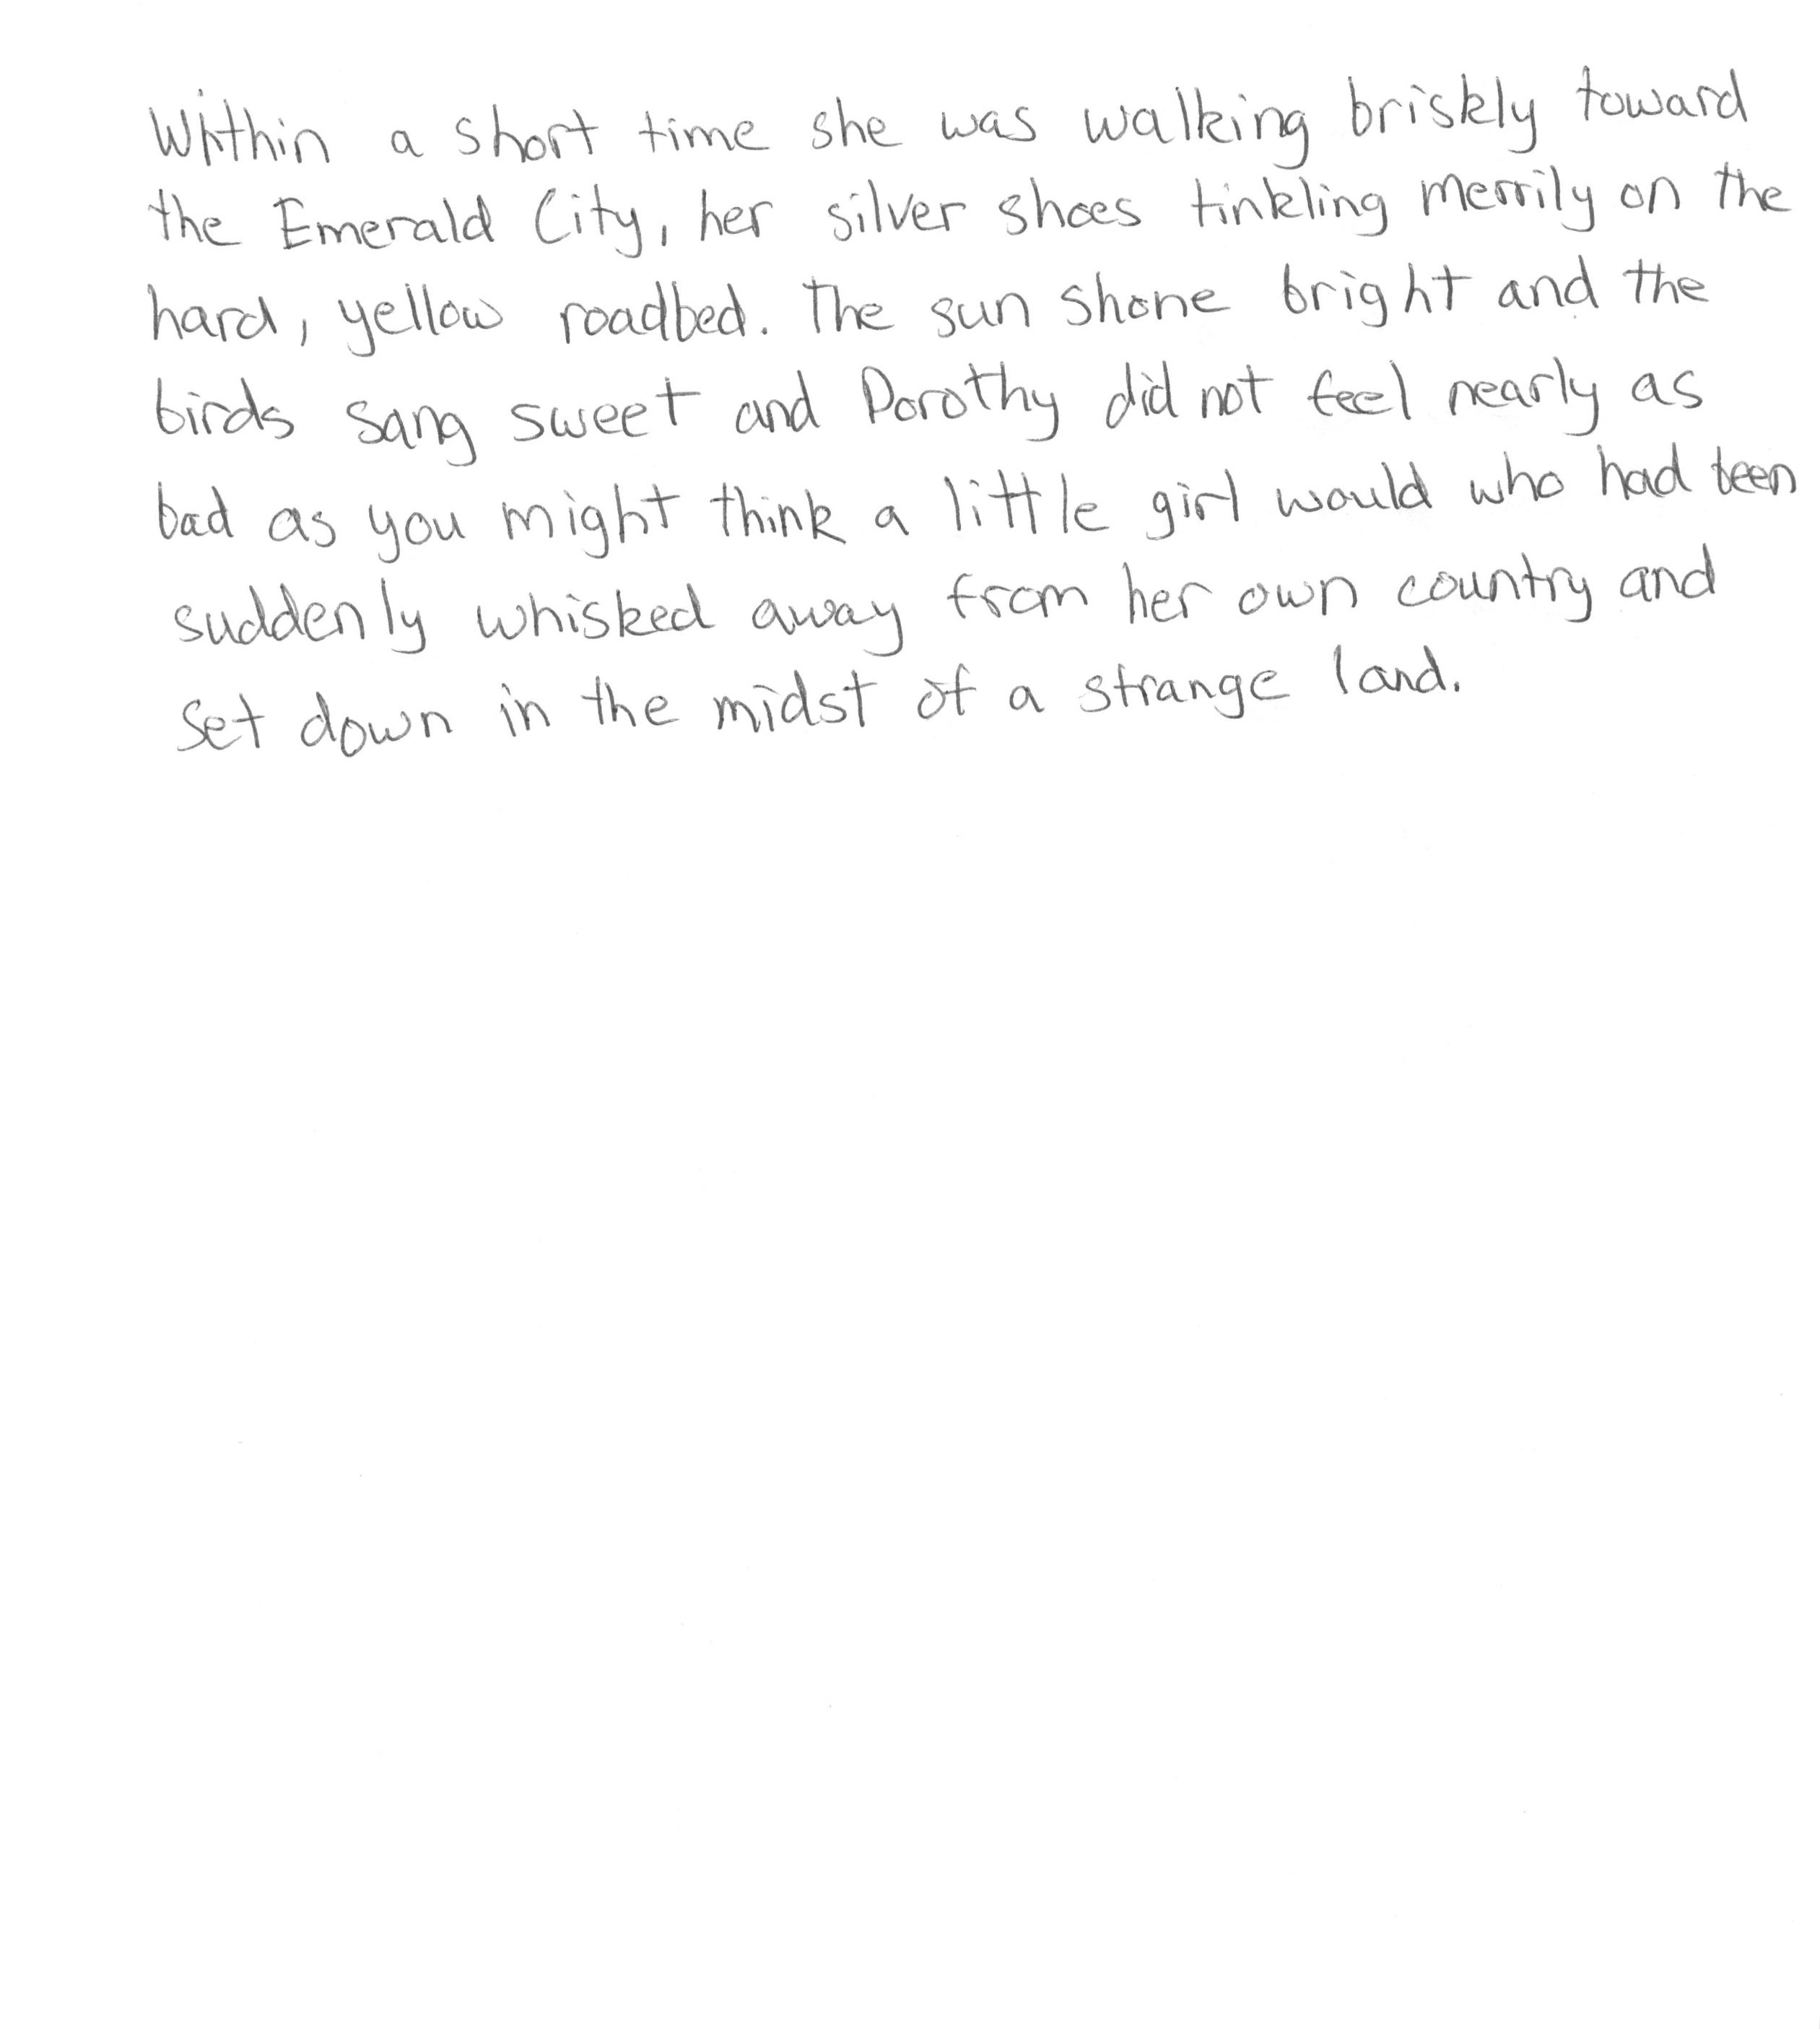 Within a short time she was walking briskly toward
the Emerald City, her silver shoes tinkling merrily on the
hard, yellow roadbed. The sun shone bright and the
birds sang sweet and Dorothy did not feel nearly as
bad as you might think a little girl would who had been
suddenly whisked away from her own country and
set down in the midst of a strange land.